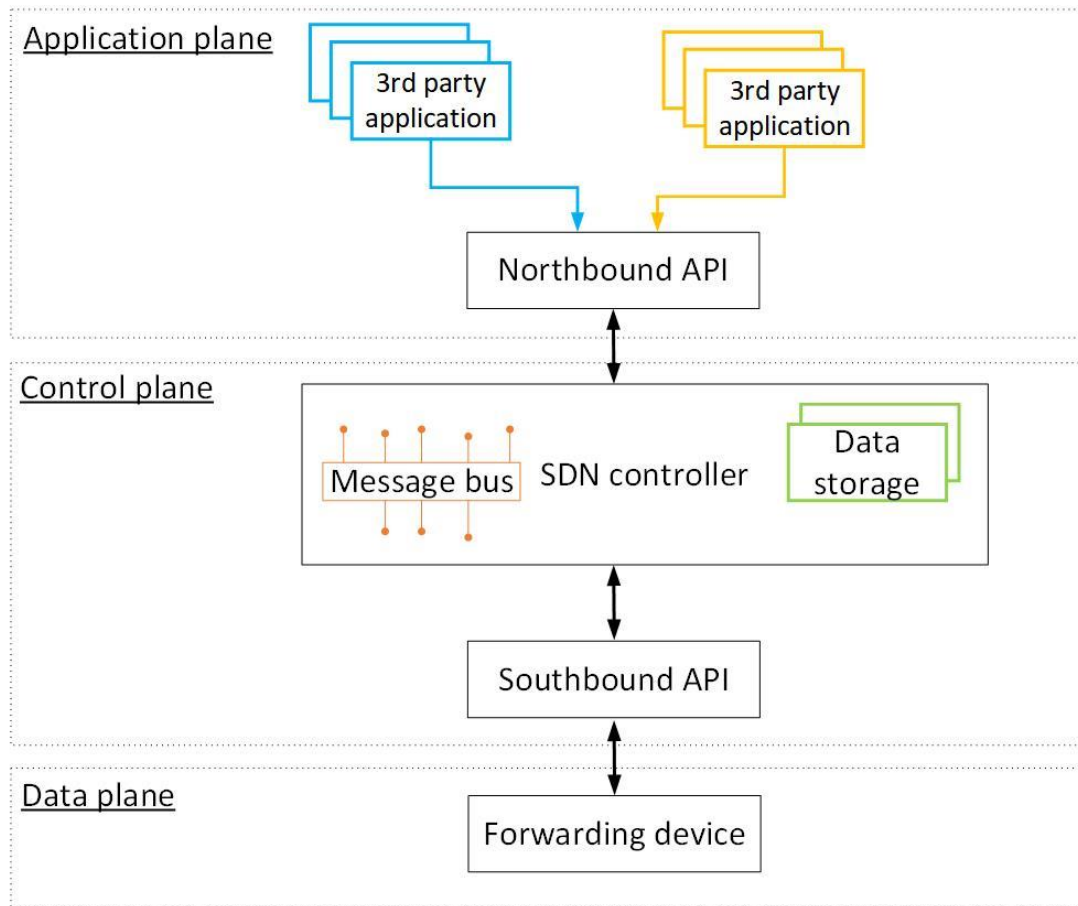 Application plane
3rd party
application
3rd party
application
Northbound API
Control plane
Message bus
SDN controller
Data
storage
Southbound API
Data plane
Forwarding device